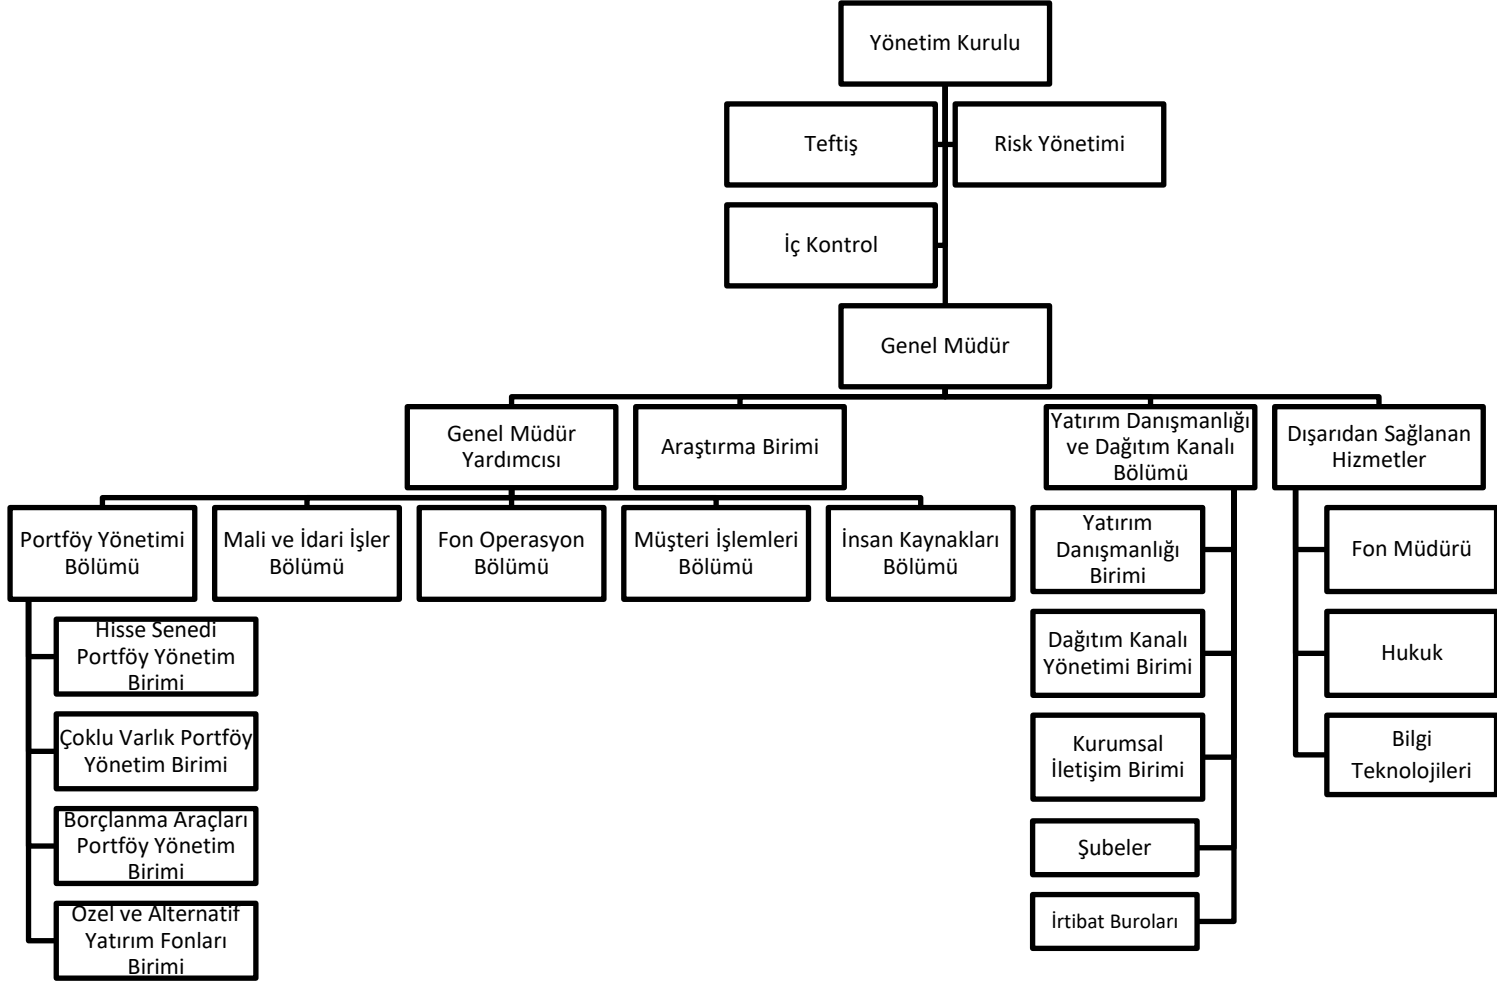 Yönetim Kurulu
Teftiş
Risk Yönetimi
İç Kontrol
Genel Müdür
Genel Müdür
Yardımcısı
Araştırma Birimi
Yatırım Danışmanlığı
ve Dağıtım Kanalı
Bölümü
Dışarıdan Sağlanan
Hizmetler
Portföy Yönetimi
Bölümü
Mali ve İdari İşler
Bölümü
Fon Operasyon
Bölümü
Müşteri İşlemleri
Bölümü
İnsan Kaynakları
Bölümü
Hisse Senedi
Portföy Yönetim
Birimi
Çoklu Varlık Portföy
Yönetim Birimi
Borçlanma Araçları
Portföy Yönetim
Birimi
Özel ve Alternatif
Yatırım Fonları
Birimi
Yatırım
Danışmanlığı
Birimi
Dağıtım Kanalı
Yönetimi Birimi
Kurumsal
İletişim Birimi
Şubeler
İrtibat Buroları
Fon Müdürü
Hukuk
Bilgi
Teknolojileri